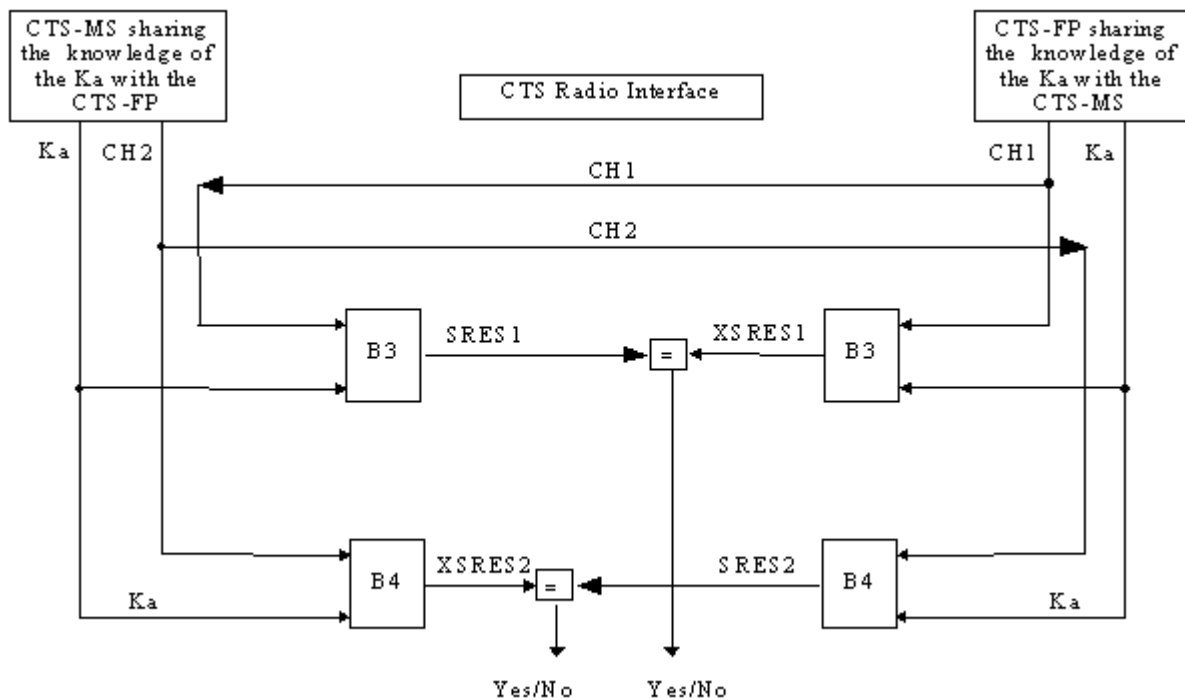 CTS-MS sharing
the knowledge of
the Ka with the
CTS-FP
CTS Radio Interface
CTS-FP sharing
the knowledge of
the Ka with the
CTS-MS
Ka
CH2
CH1
Ka
CH1
CH2
B3
SRES1
=
XSRES1
B3
B4
XSRES2
=
SRES2
B4
Ka
Ka
Yes/No
Yes/No